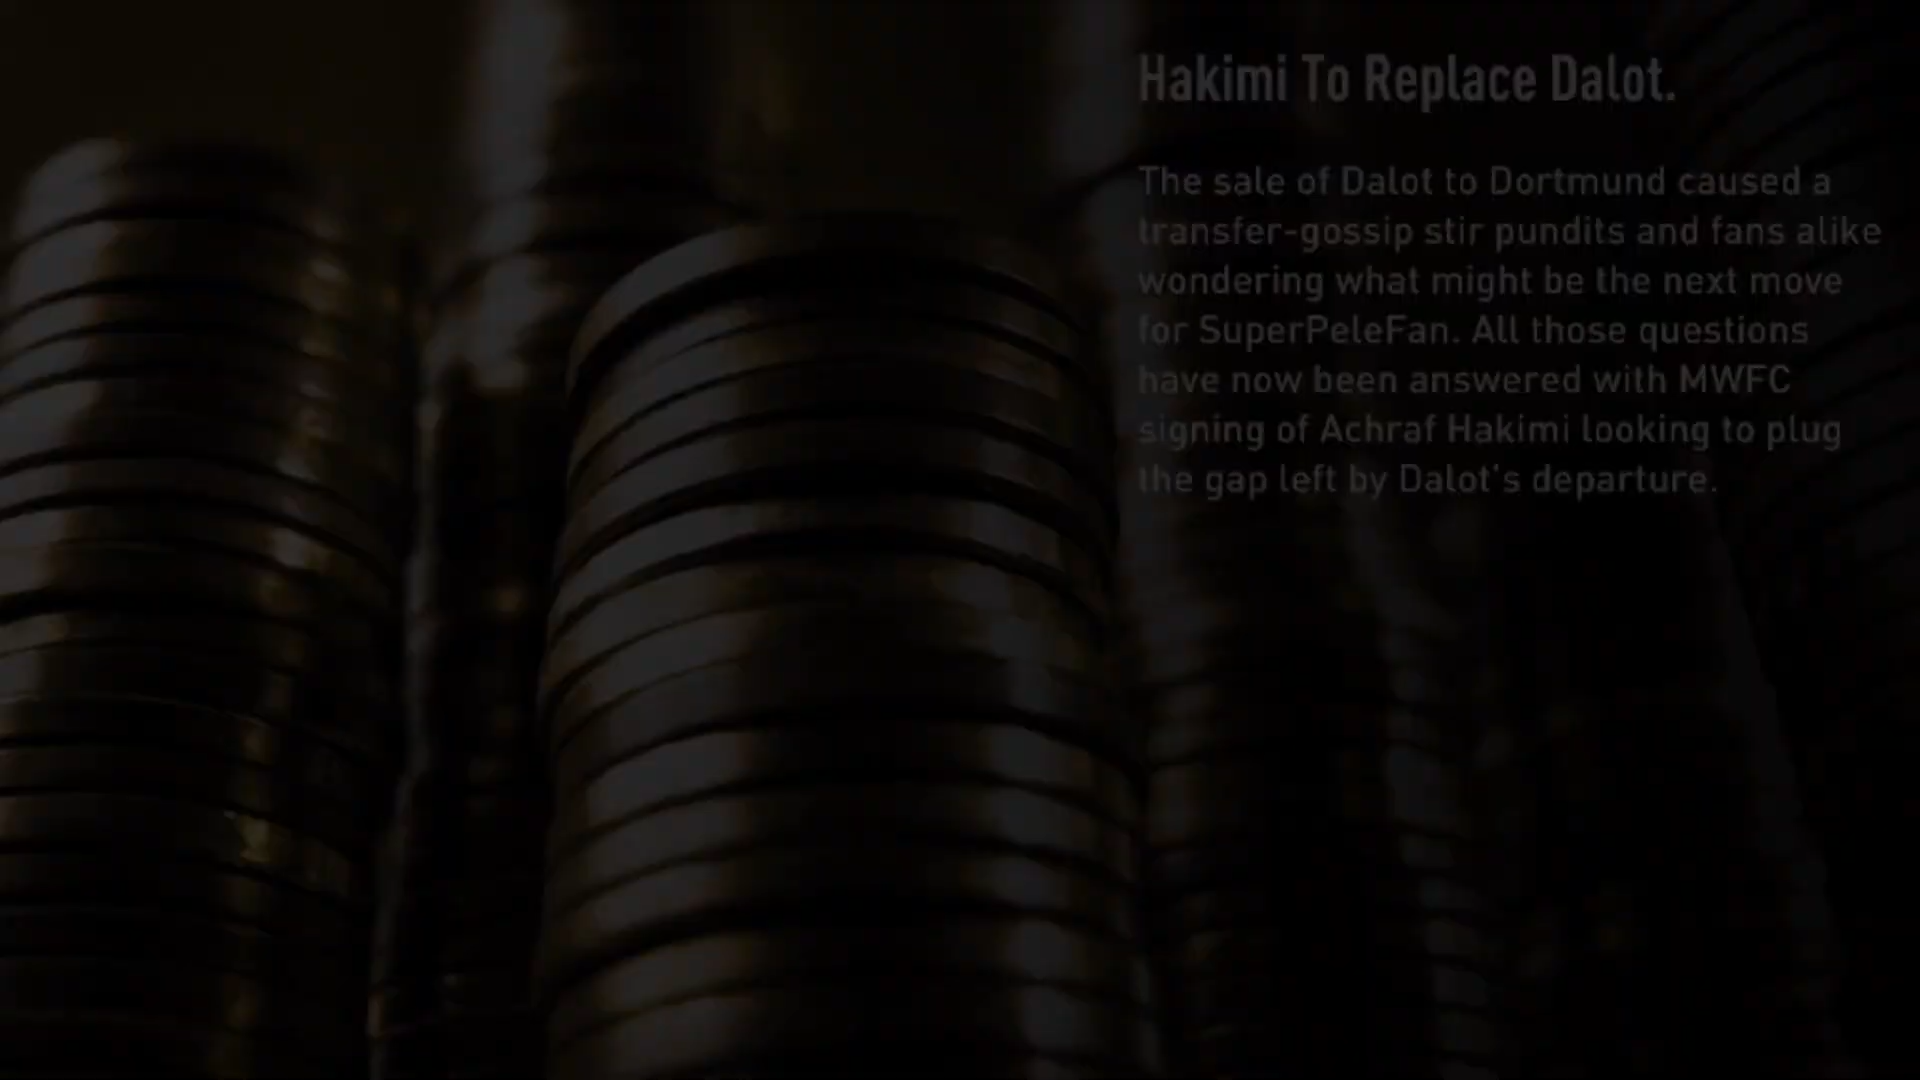 Hakimi To Replace Dalot.
The sale of Dalot to Dortmund caused a
transfer-gossip stir pundits and fans alike
wondering what might be the next move
for SuperPeleFan. All those questions
have now been answered with MWFC
signing of Achraf Hakimi looking to plug
the gap left by Dalot's departure.